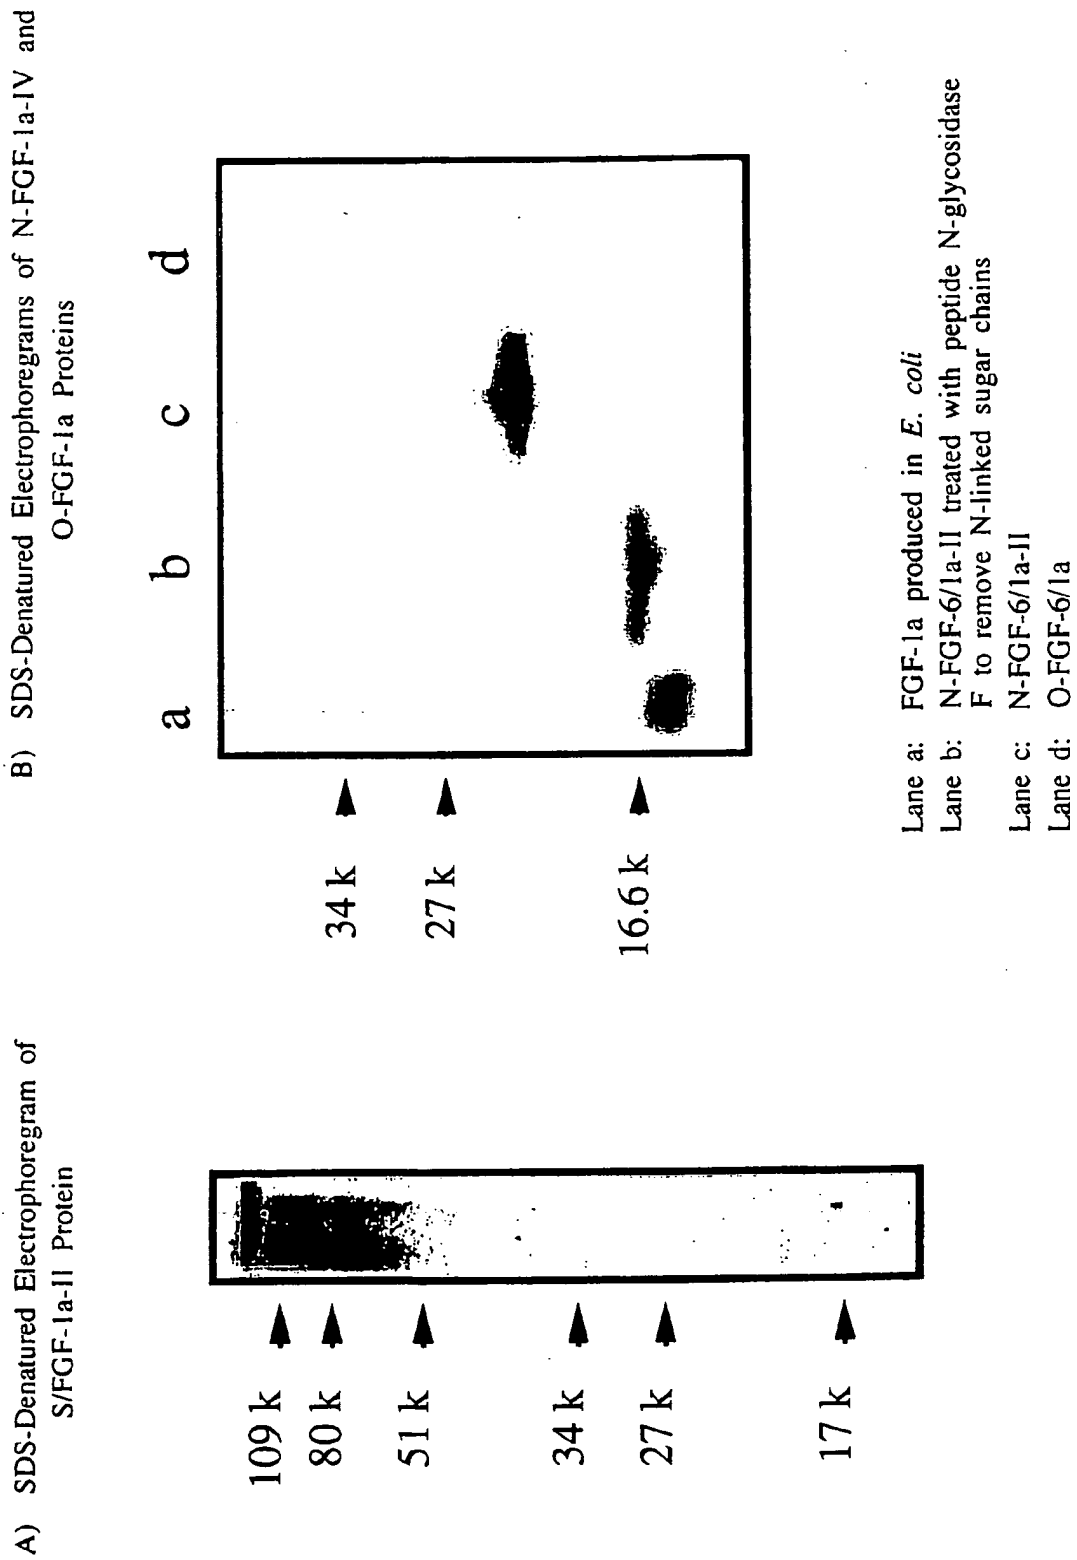 A) SDS-Denatured Electrophoregram of
S/FGF-1a-II Protein
109 k
80 k
51 k
34 k
27 k
17 k
B) SDS-Denatured Electrophoregrams of N-FGF-1a-IV and
O-FGF-1a Proteins
a b c d
34 k
27 k
16.6 k
Lane a: FGF-1a produced in E. coli
Lane b: N-FGF-6/1a-II treated with peptide N-glycosidase
F to remove N-linked sugar chains
Lane c: N-FGF-6/1a-II
Lane d: O-FGF-6/1a